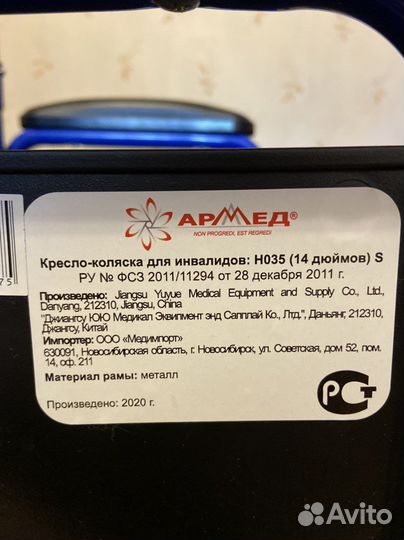 АРМЕД®
NON PROGREDI, EST REGREDI
Кресло-коляска для инвалидов: Н035 (14 дюймов) S
РУ № ФСЗ 2011/11294 от 28 декабря 2011 г.
Произведено: Jiangsu Yuyue Medical Equipment and Supply Co., Ltd.,
Danyang, 212310, Jiangsu, China
"Джиангсу ЮЮ Медикал Эквипмент энд Сапплай Ко., Лтд.", Даньянг, 212310,
Джангсу, Китай
Импортер: ООО «Медимпорт»
630091, Новосибирская область, г. Новосибирск, ул. Советская, дом 52, пом.
14, оф. 211
Материал рамы: металл
Произведено: 2020 г.
РСТ
75
Avito